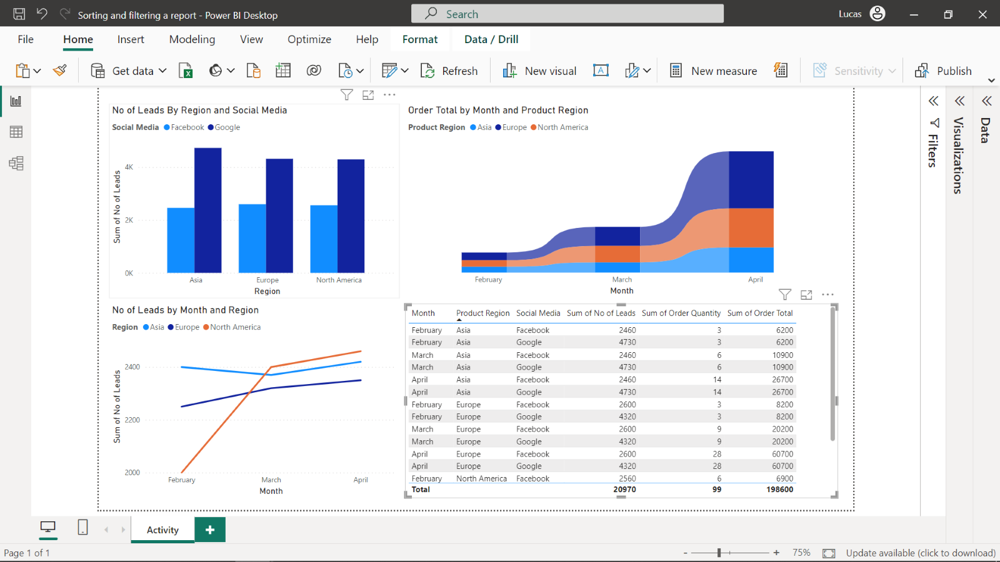 Sorting and filtering a report - Power BI Desktop
Search
Lucas
File Home Insert Modeling View Optimize Help Format Data / Drill
Get data Refresh New visual A New measure Sensitivity Publish
No of Leads By Region and Social Media
Social Media Facebook Google
4K
2K
0K
Sum of No of Leads
Asia Europe North America
Region
Order Total by Month and Product Region
Product Region Asia Europe North America
February March April
Month
No of Leads by Month and Region
Region Asia Europe North America
2400
2200
2000
Sum of No of Leads
February March April
Month
Month Product Region Social Media Sum of No of Leads Sum of Order Quantity Sum of Order Total
February Asia Facebook 2460 3 6200
February Asia Google 4730 3 6200
March Asia Facebook 2460 6 10900
March Asia Google 4730 6 10900
April Asia Facebook 2460 14 26700
April Asia Google 4730 14 26700
February Europe Facebook 2600 3 8200
February Europe Google 4320 3 8200
March Europe Facebook 2600 9 20200
March Europe Google 4320 9 20200
April Europe Facebook 2600 28 60700
April Europe Google 4320 28 60700
February North America Facebook 2560 6 6900
Total 20970 99 198600
Filters
Visualizations
Data
Activity
Page 1 of 1
- + 75% Update available (click to download)